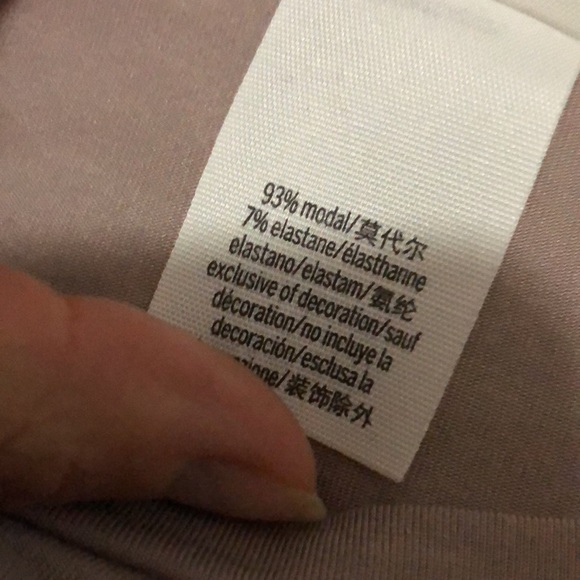 93% modal/莫代尔
7% elastane/élasthanne
elastano/elastam/氨纶
exclusive of decoration/sauf
décoration/no incluye la
decoración/esclusa la
装饰除外